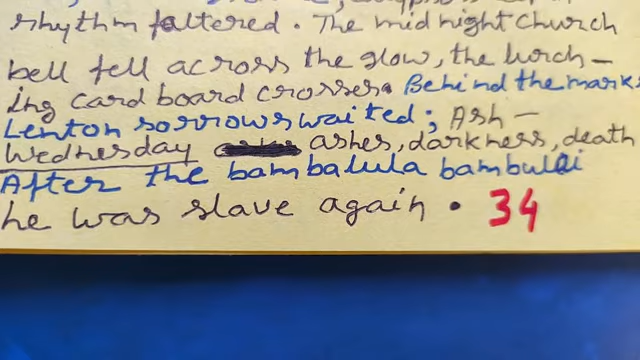 rhythm faltered. The midnight church
bell fell across the glow, the lurch-
ing cardboard crosses. Behind the mark
Lenton sorrows waited; Ash-
Wednesday ashes, darkness, death
After the bambalula bambulai
he was slave again. 34